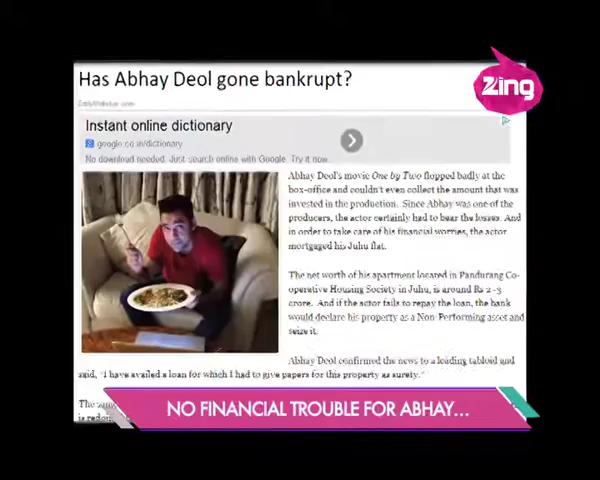 Has Abhay Deol gone bankrupt?
Zing
Instant online dictionary
google.co.in/dictionary
No download needed. Just search online with Google. Try it now.
Abhay Deol's movie One by Two flopped badly at the
box-office and couldn't even collect the amount that was
invested in the production. Since Abhay was one of the
producers, the actor certainly had to bear the losses. And
in order to take care of his financial worries, the actor
mortgaged his Juhu flat.
The net worth of his apartment located in Pandurang Co-
operative Housing Society in Juhu, is around Rs 2-3
crore. And if the actor fails to repay the loan, the bank
would declare his property as a Non-Performing asset and
seize it.
Abhay Deol confirmed the news to a leading tabloid and
said, "I have availed a loan for which I had to give papers for this property as surety."
The
NO FINANCIAL TROUBLE FOR ABHAY...